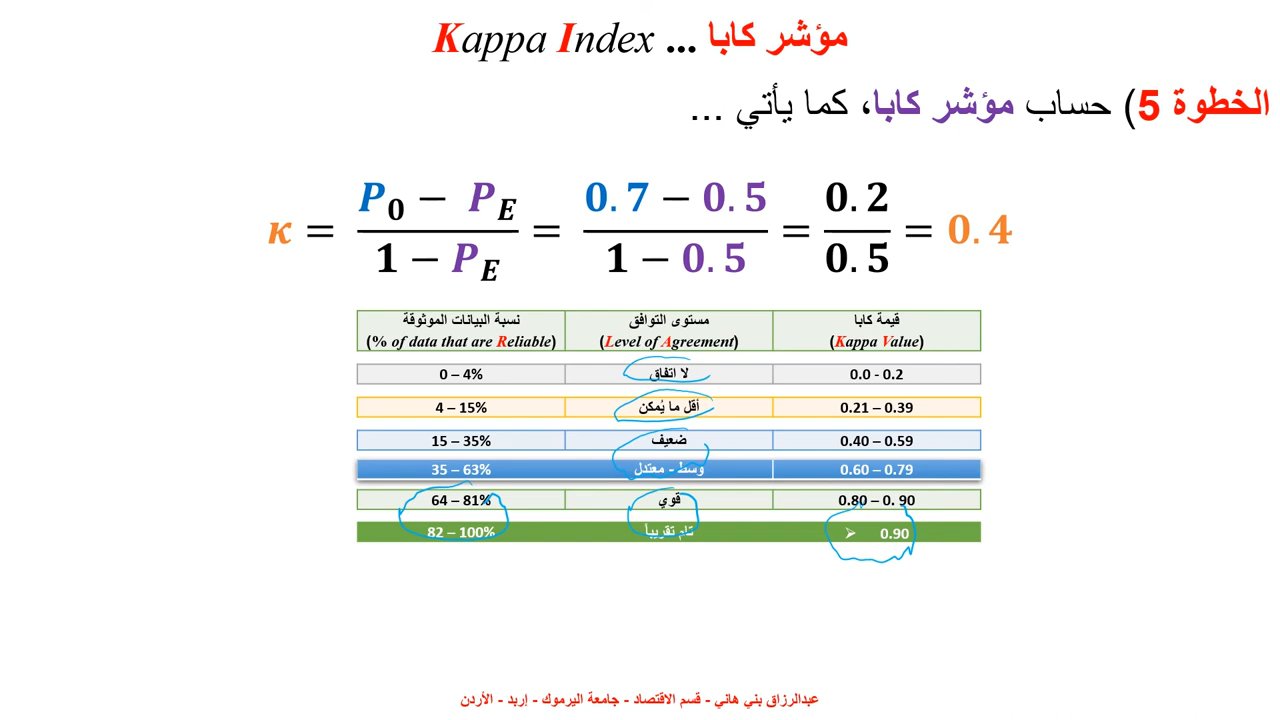 مؤشر كابا ... Kappa Index
الخطوة 5) حساب مؤشر كابا، كما يأتي ...
κ = (P₀ − P_E) / (1 − P_E) = (0.7 − 0.5) / (1 − 0.5) = 0.2 / 0.5 = 0.4
قيمة كابا | مستوى التوافق | نسبة البيانات الموثوقة
(Kappa Value) | (Level of Agreement) | (% of data that are Reliable)
0.0 - 0.2 | لا اتفاق | 0 – 4%
0.21 – 0.39 | أقل ما يُمكن | 4 – 15%
0.40 – 0.59 | ضعيف | 15 – 35%
0.60 – 0.79 | وسط - معتدل | 35 – 63%
0.80 – 0. 90 | قوي | 64 – 81%
➢ 0.90 | تام تقريباً | 82 – 100%
عبدالرزاق بني هاني - قسم الاقتصاد - جامعة اليرموك - إربد - الأردن